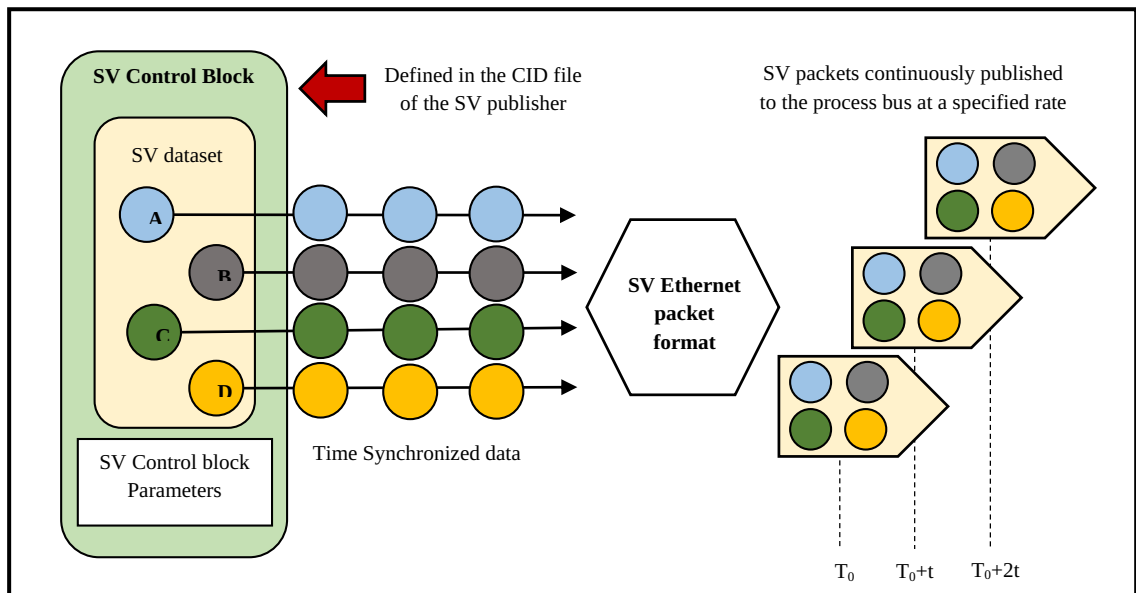 SV Control Block
Defined in the CID file
of the SV publisher
SV packets continuously published
to the process bus at a specified rate
SV dataset
A
B
C
D
SV Ethernet
packet
format
Time Synchronized data
SV Control block
Parameters
T₀
T₀+t
T₀+2t